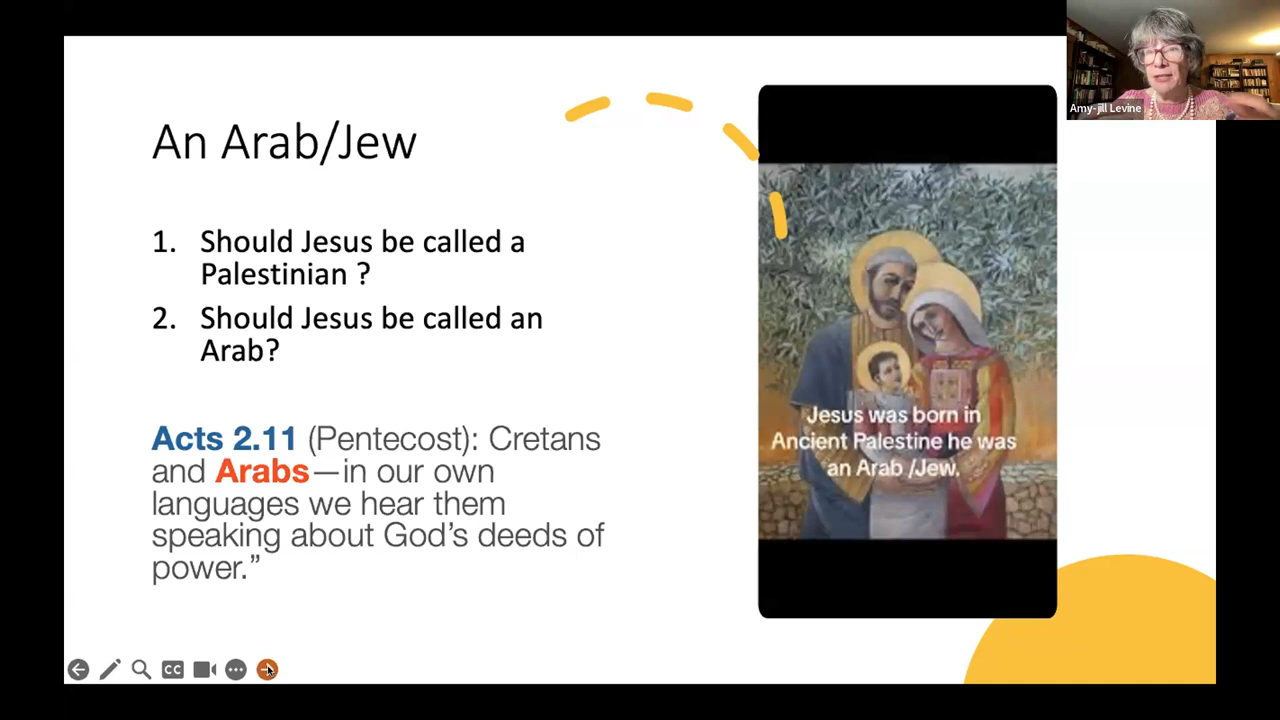 An Arab/Jew
1. Should Jesus be called a
Palestinian ?
2. Should Jesus be called an
Arab?
Acts 2.11 (Pentecost): Cretans
and Arabs—in our own
languages we hear them
speaking about God’s deeds of
power.”
Jesus was born in
Ancient Palestine he was
an Arab /Jew.
Amy-jill Levine
CC